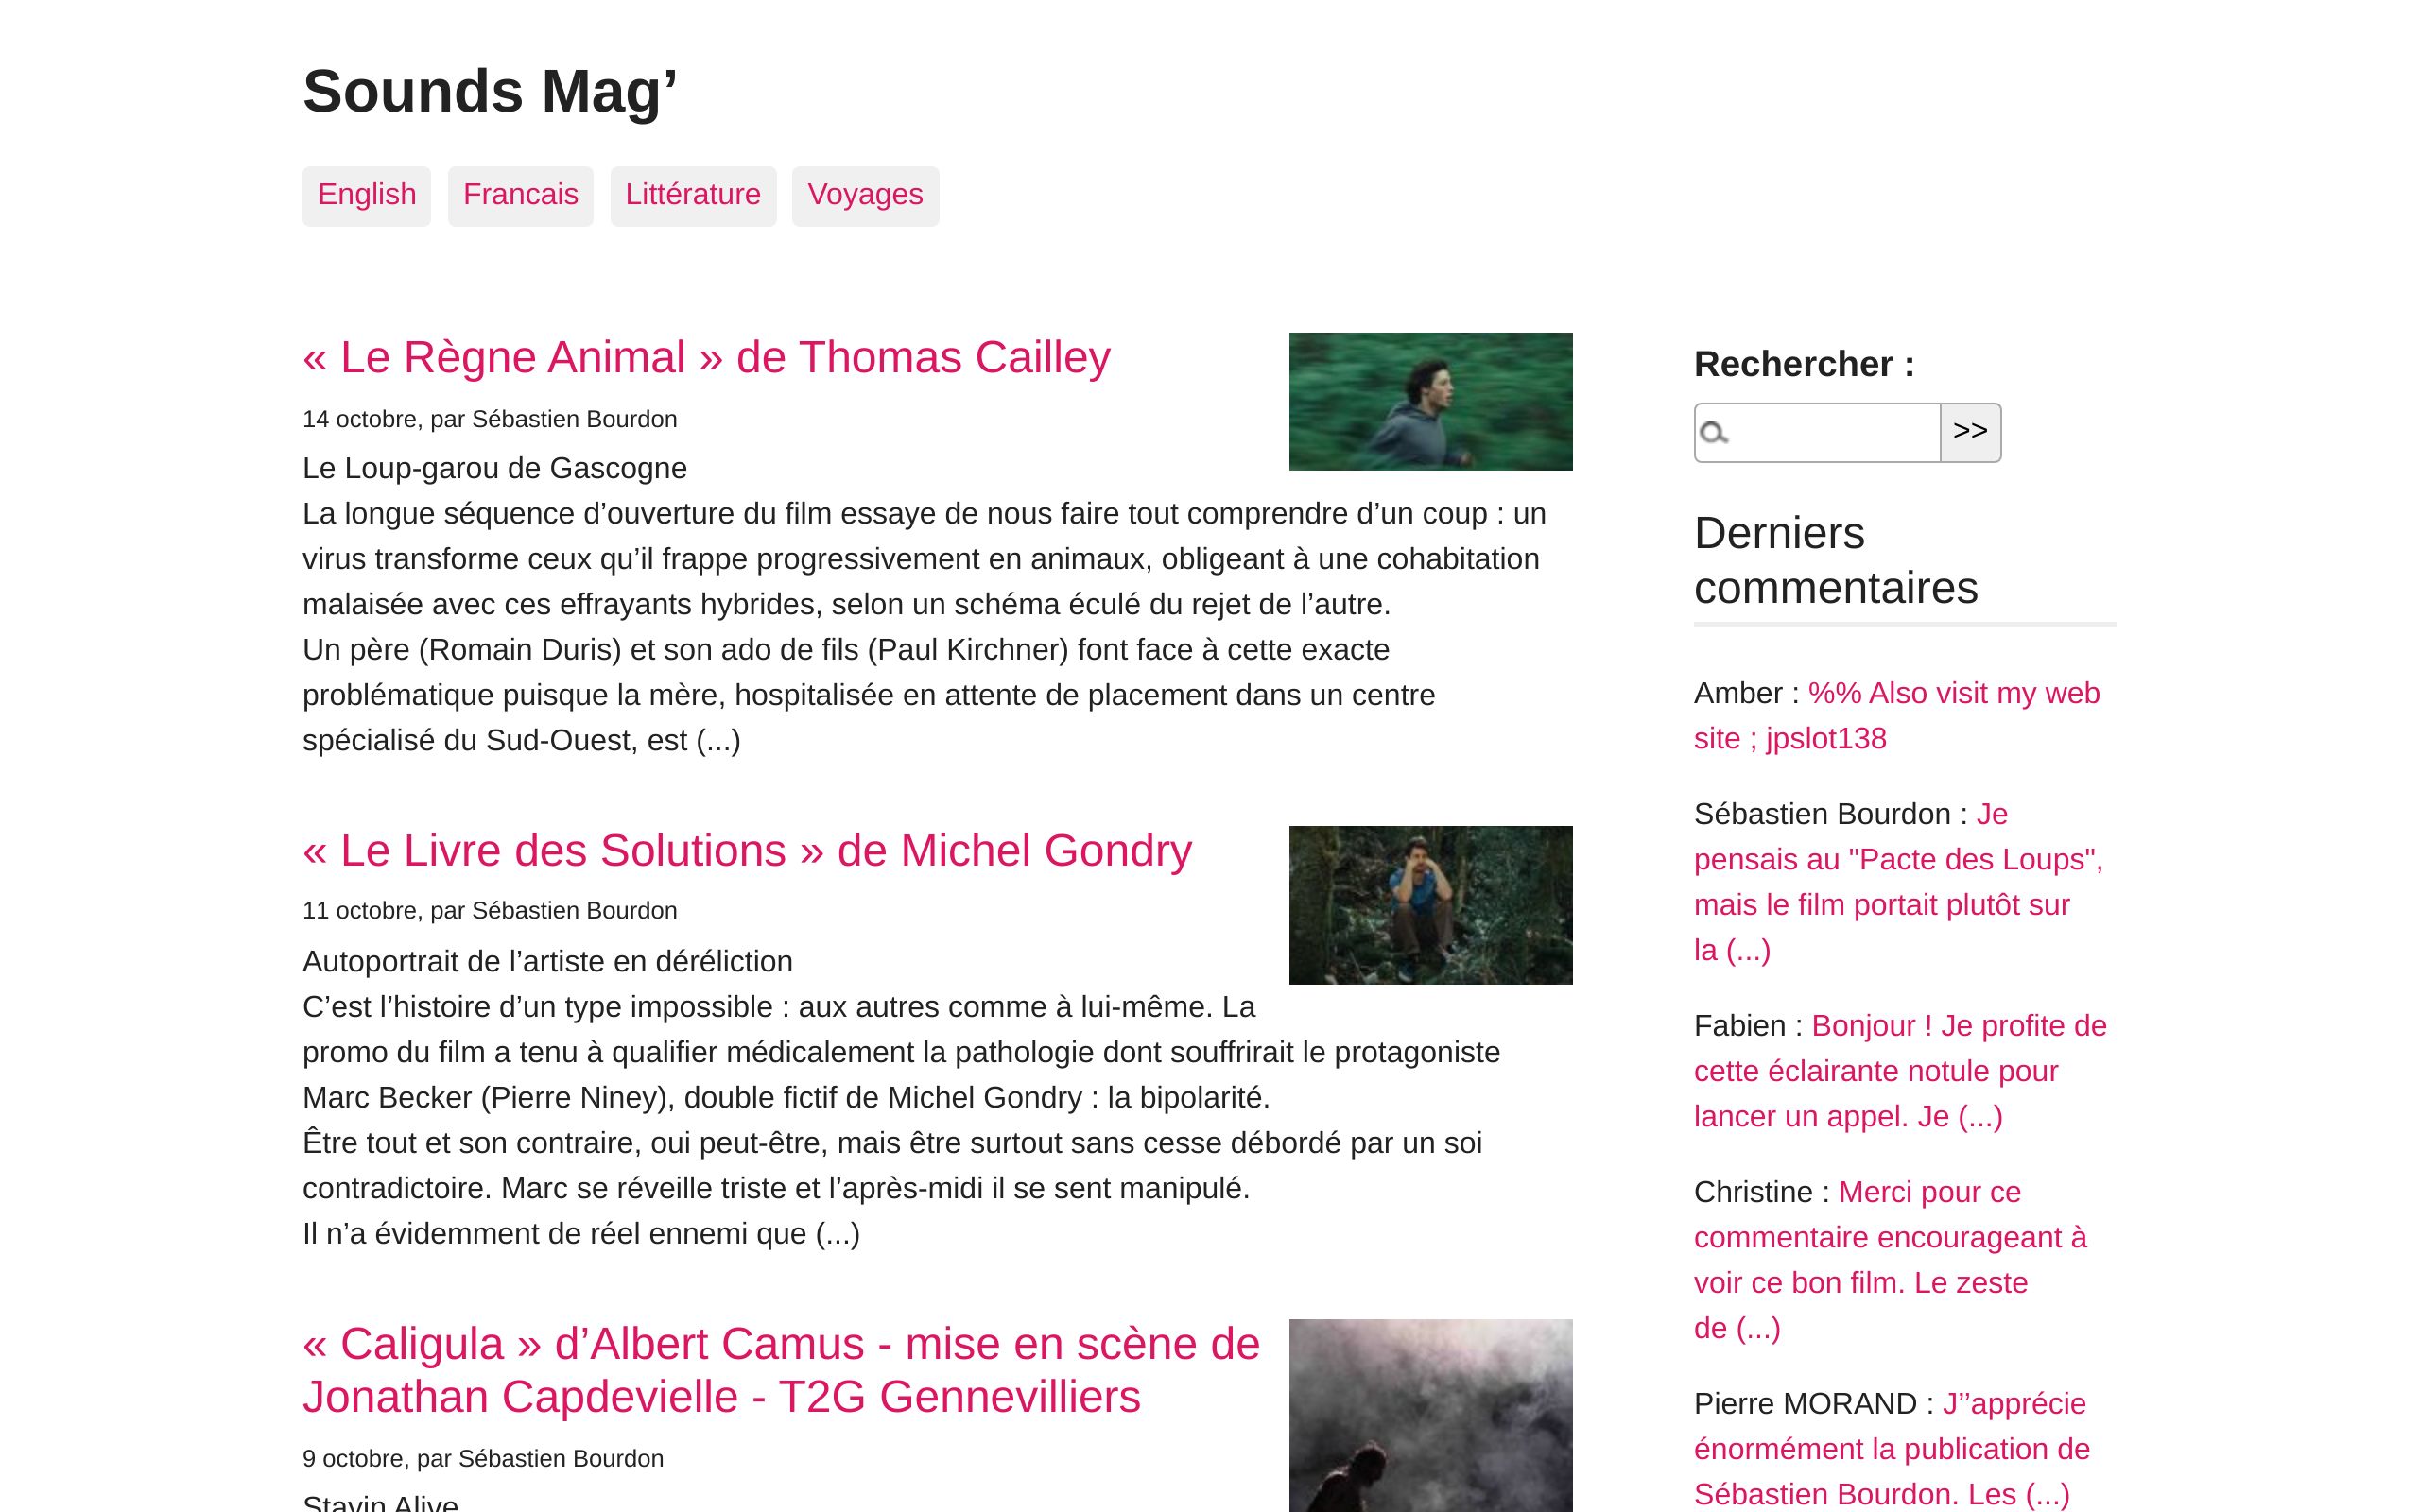 Sounds Mag’
English Francais Littérature Voyages
« Le Règne Animal » de Thomas Cailley
14 octobre, par Sébastien Bourdon
Le Loup-garou de Gascogne
La longue séquence d’ouverture du film essaye de nous faire tout comprendre d’un coup : un
virus transforme ceux qu’il frappe progressivement en animaux, obligeant à une cohabitation
malaisée avec ces effrayants hybrides, selon un schéma éculé du rejet de l’autre.
Un père (Romain Duris) et son ado de fils (Paul Kirchner) font face à cette exacte
problématique puisque la mère, hospitalisée en attente de placement dans un centre
spécialisé du Sud-Ouest, est (...)
« Le Livre des Solutions » de Michel Gondry
11 octobre, par Sébastien Bourdon
Autoportrait de l’artiste en déréliction
C’est l’histoire d’un type impossible : aux autres comme à lui-même. La
promo du film a tenu à qualifier médicalement la pathologie dont souffrirait le protagoniste
Marc Becker (Pierre Niney), double fictif de Michel Gondry : la bipolarité.
Être tout et son contraire, oui peut-être, mais être surtout sans cesse débordé par un soi
contradictoire. Marc se réveille triste et l’après-midi il se sent manipulé.
Il n’a évidemment de réel ennemi que (...)
« Caligula » d’Albert Camus - mise en scène de
Jonathan Capdevielle - T2G Gennevilliers
9 octobre, par Sébastien Bourdon
Stavin Alive
Rechercher :
>>
Derniers
commentaires
Amber : %% Also visit my web
site ; jpslot138
Sébastien Bourdon : Je
pensais au "Pacte des Loups",
mais le film portait plutôt sur
la (...)
Fabien : Bonjour ! Je profite de
cette éclairante notule pour
lancer un appel. Je (...)
Christine : Merci pour ce
commentaire encourageant à
voir ce bon film. Le zeste
de (...)
Pierre MORAND : J’’apprécie
énormément la publication de
Sébastien Bourdon. Les (...)